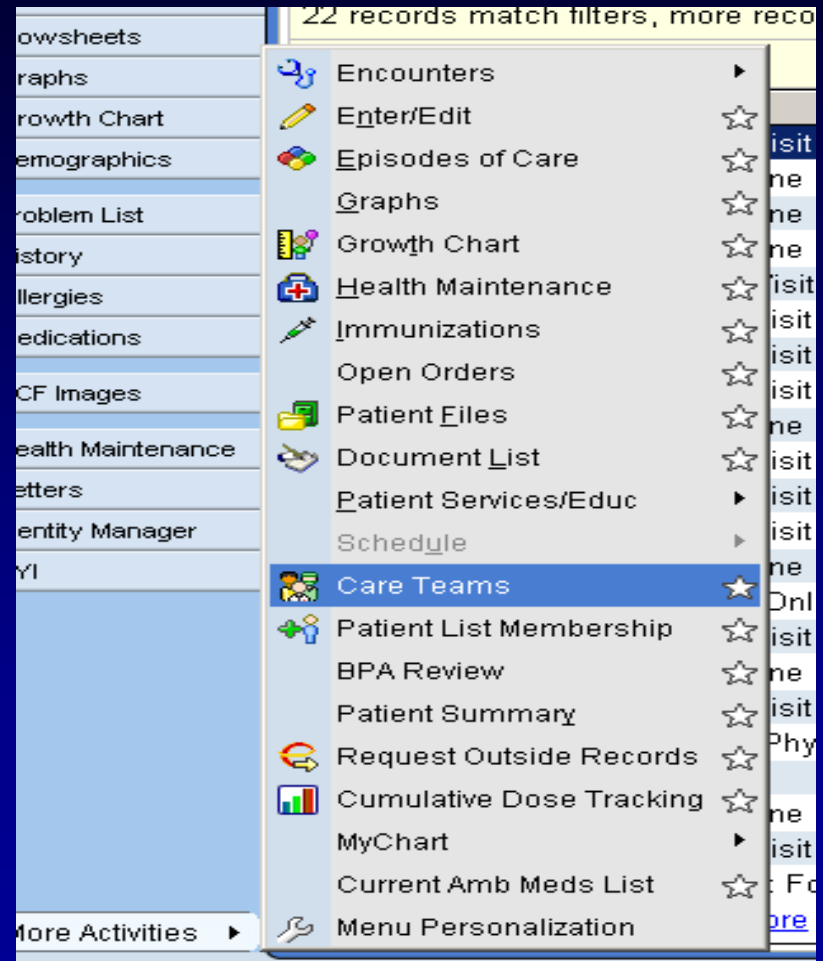 22 records match filters, more reco
owsheets
raphs
rowth Chart
emographics
roblem List
istory
llergies
edications
CF Images
ealth Maintenance
etters
entity Manager
YI
More Activities
Encounters
Enter/Edit
Episodes of Care
Graphs
Growth Chart
Health Maintenance
Immunizations
Open Orders
Patient Files
Document List
Patient Services/Educ
Schedule
Care Teams
Patient List Membership
BPA Review
Patient Summary
Request Outside Records
Cumulative Dose Tracking
MyChart
Current Amb Meds List
Menu Personalization
isit
ne
ne
ne
isit
isit
isit
isit
ne
isit
isit
isit
ne
Onl
isit
ne
isit
Phy
ne
isit
: Fo
ore